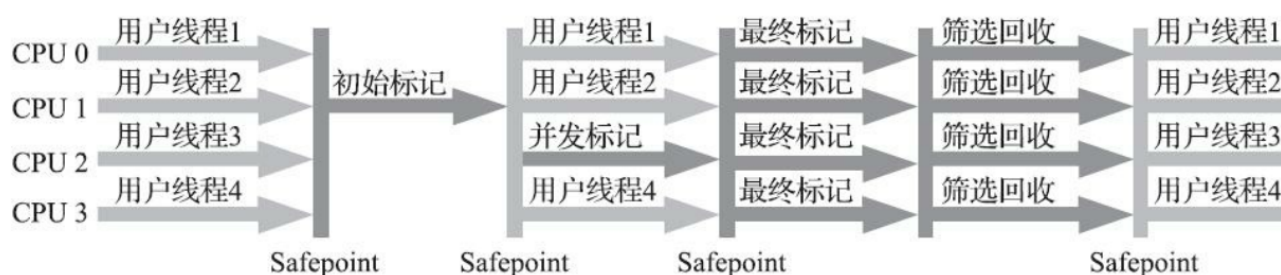 用户线程1 用户线程1 最终标记 筛选回收 用户线程1
CPU 0
用户线程2 初始标记 用户线程2 最终标记 筛选回收 用户线程2
CPU 1
用户线程3 并发标记 最终标记 筛选回收 用户线程3
CPU 2
用户线程4 用户线程4 最终标记 筛选回收 用户线程4
CPU 3
Safepoint Safepoint Safepoint Safepoint